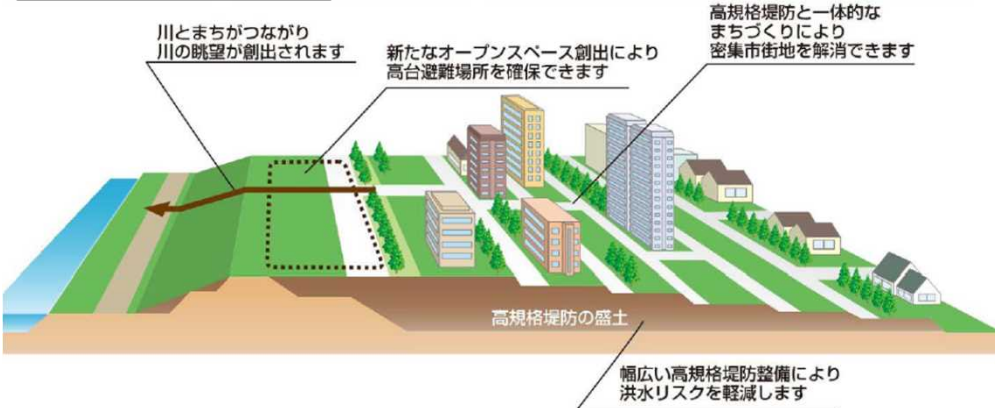 川とまちがつながり
川の眺望が創出されます
新たなオープンスペース創出により
高台避難場所を確保できます
高規格堤防と一体的な
まちづくりにより
密集市街地を解消できます
高規格堤防の盛土
幅広い高規格堤防整備により
洪水リスクを軽減します